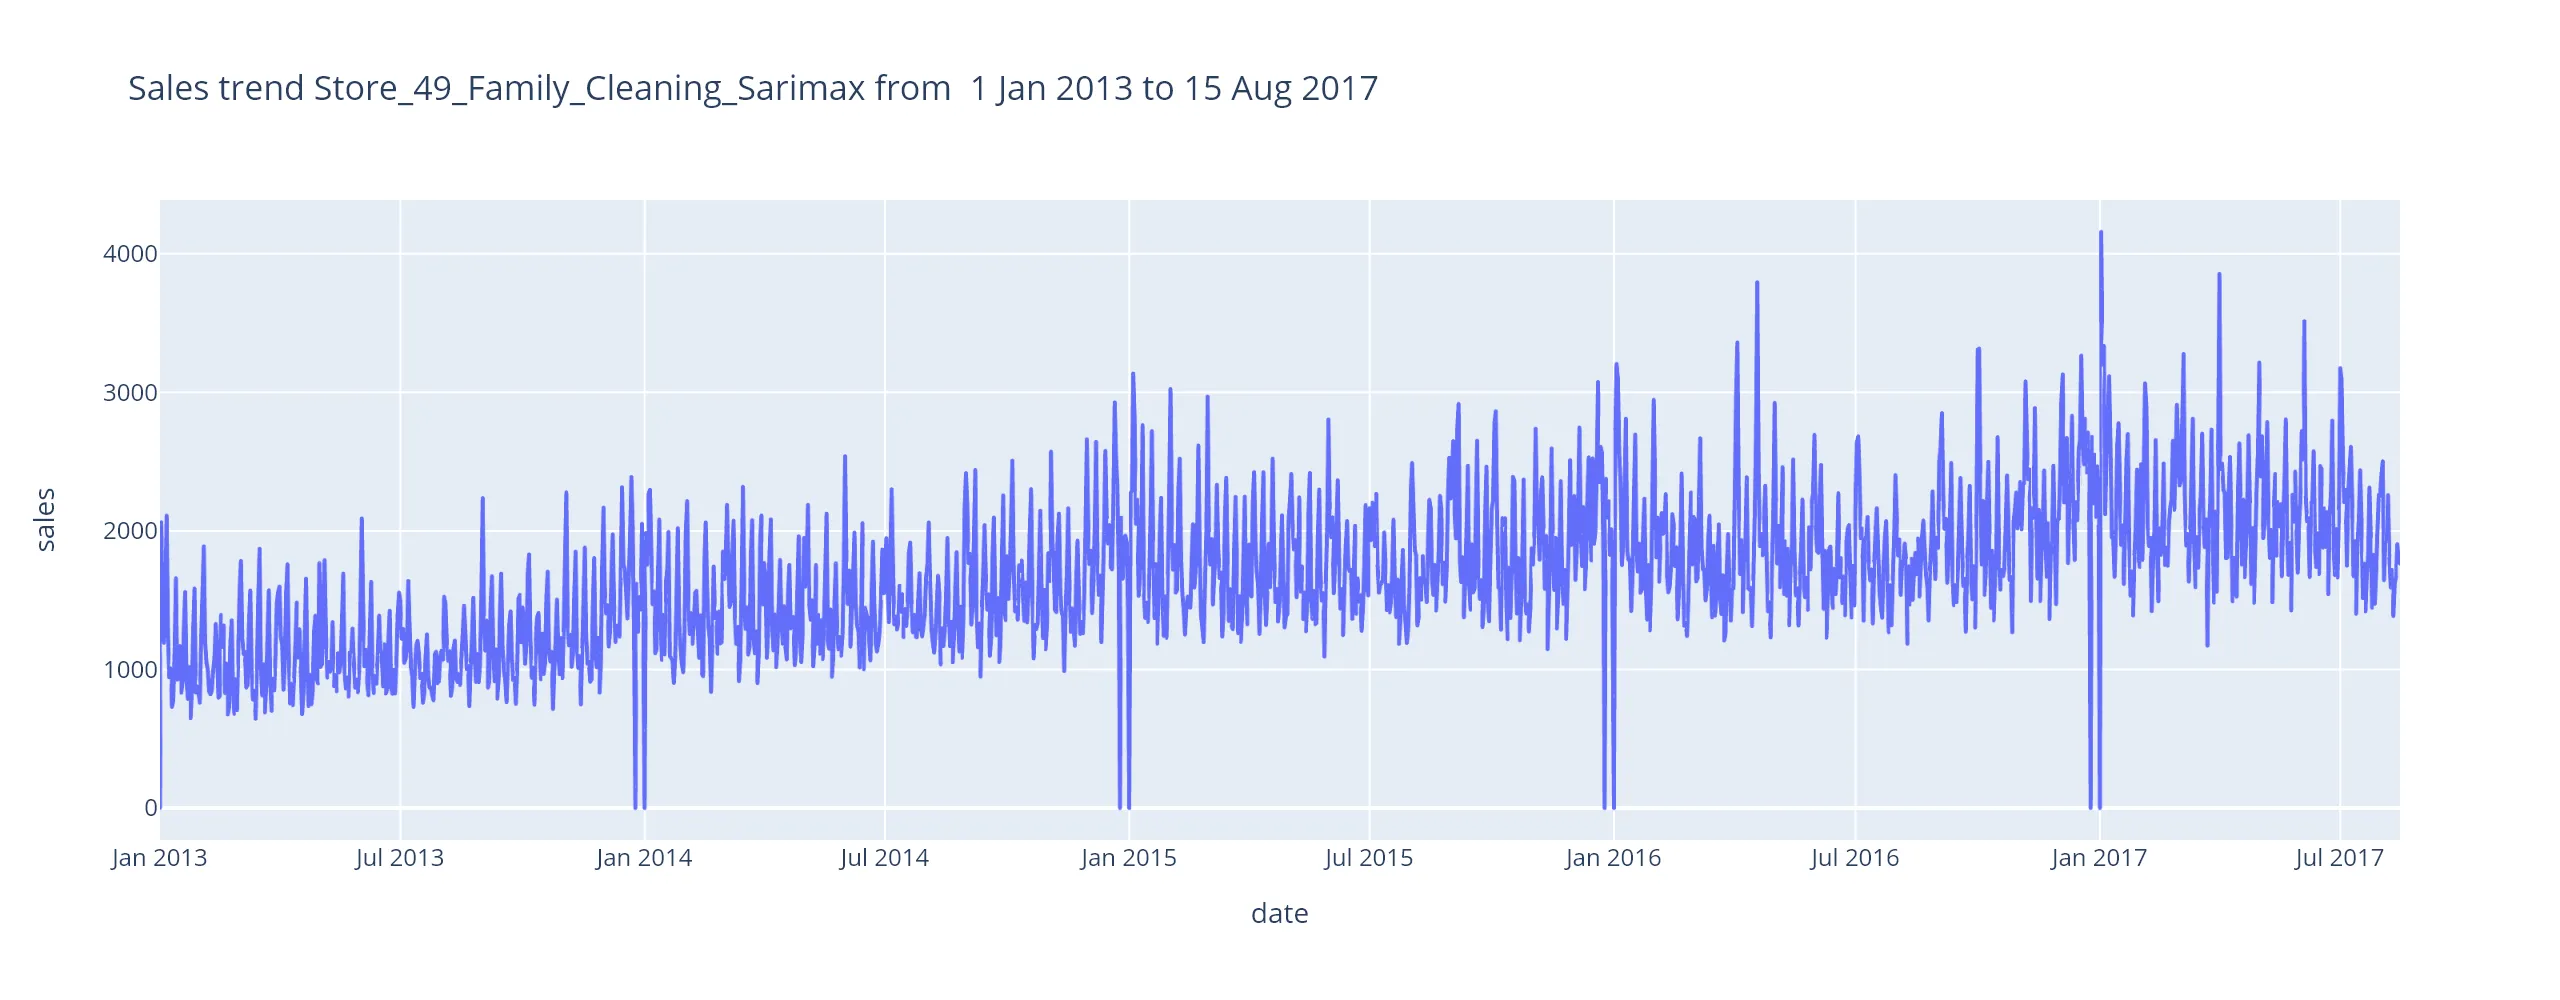 Sales trend Store_49_Family_Cleaning_Sarimax from  1 Jan 2013 to 15 Aug 2017
sales
4000
3000
2000
1000
0
Jan 2013 Jul 2013 Jan 2014 Jul 2014 Jan 2015 Jul 2015 Jan 2016 Jul 2016 Jan 2017 Jul 2017
date